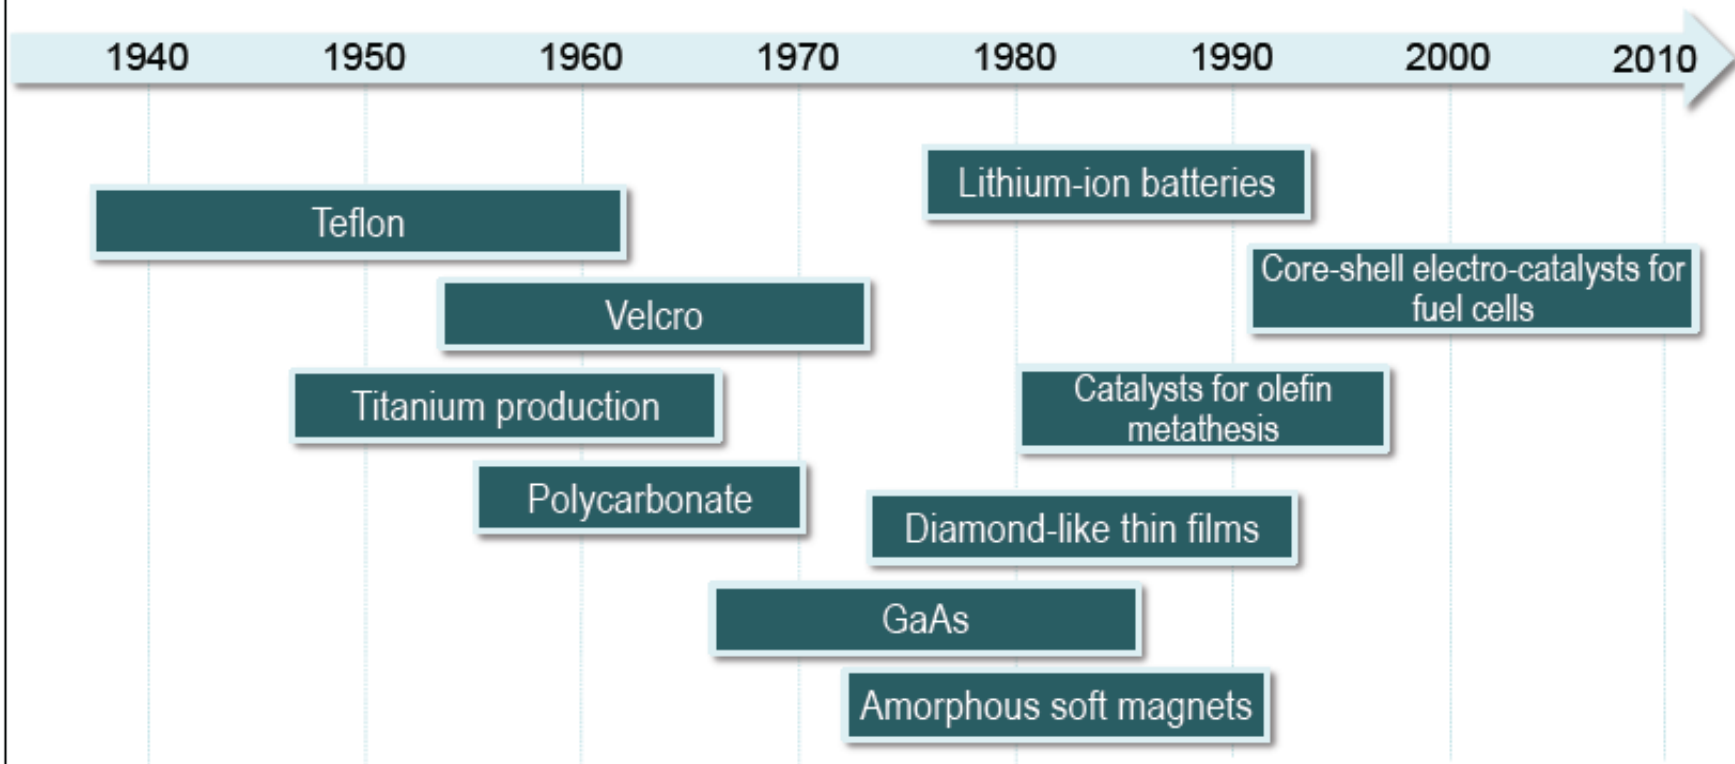 1940 1950 1960 1970 1980 1990 2000 2010
Lithium-ion batteries
Teflon
Core-shell electro-catalysts for
fuel cells
Velcro
Titanium production
Catalysts for olefin
metathesis
Polycarbonate
Diamond-like thin films
GaAs
Amorphous soft magnets